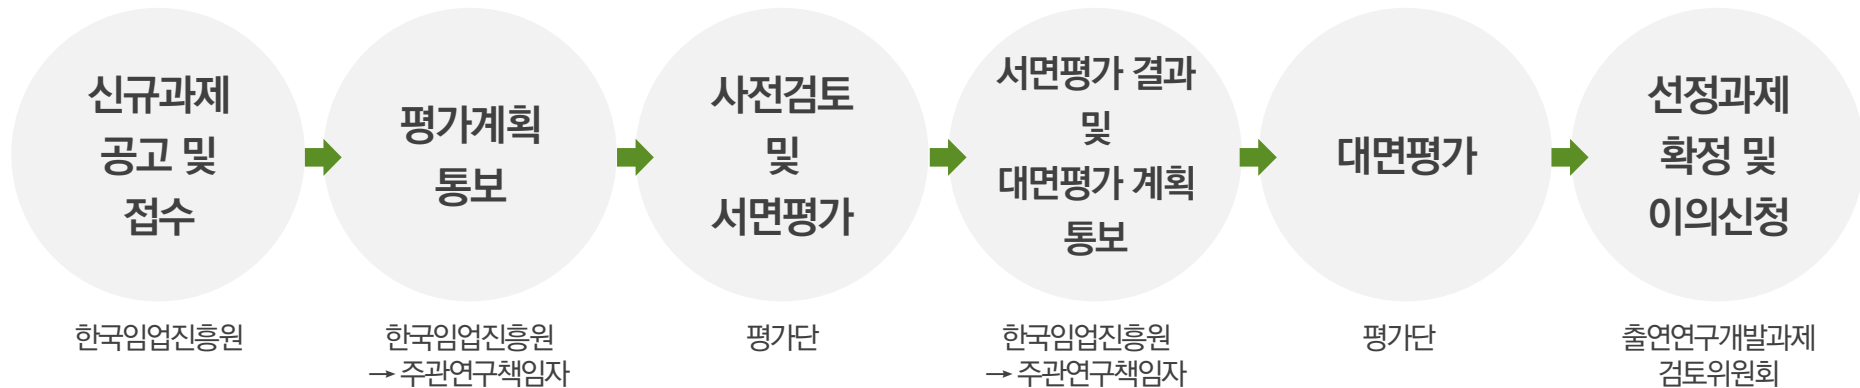 신규과제
공고 및
접수
평가계획
통보
사전검토
및
서면평가
서면평가 결과
및
대면평가 계획
통보
대면평가
선정과제
확정 및
이의신청
한국임업진흥원
한국임업진흥원
→ 주관연구책임자
평가단
한국임업진흥원
→ 주관연구책임자
평가단
출연연구개발과제
검토위원회